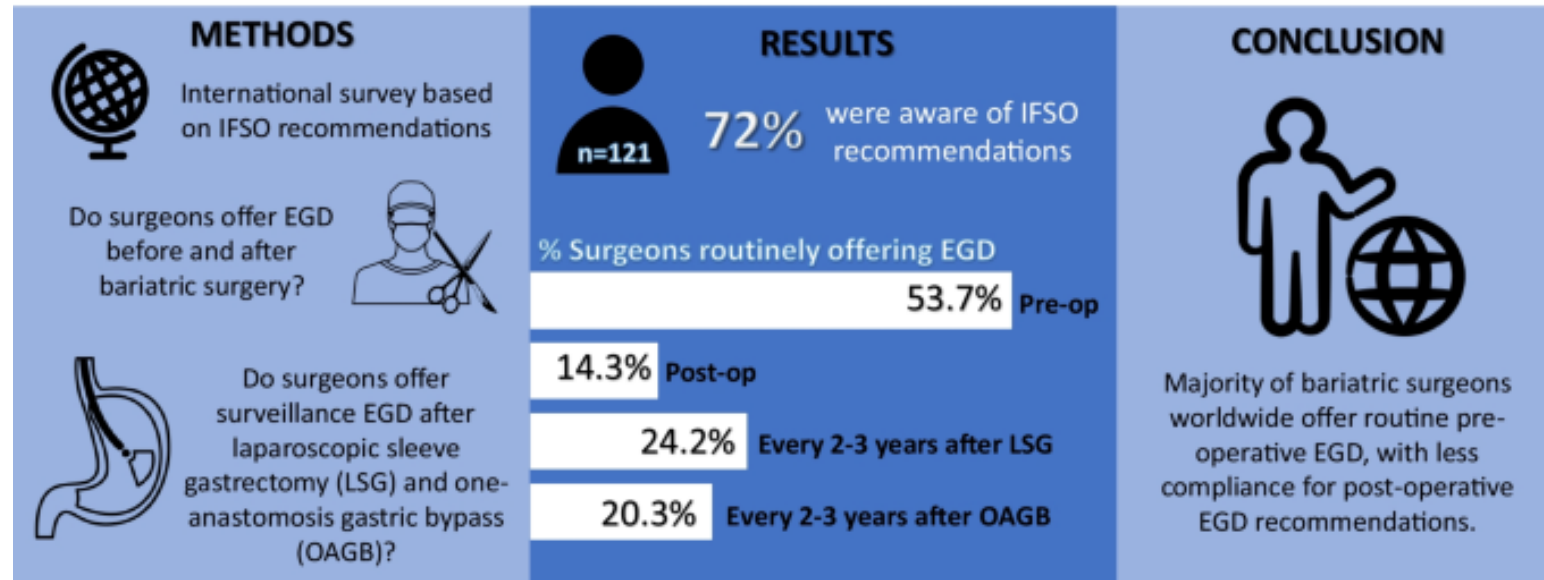 METHODS
International survey based
on IFSO recommendations
Do surgeons offer EGD
before and after
bariatric surgery?
Do surgeons offer
surveillance EGD after
laparoscopic sleeve
gastrectomy (LSG) and one-
anastomosis gastric bypass
(OAGB)?
RESULTS
n=121
72%
were aware of IFSO
recommendations
% Surgeons routinely offering EGD
53.7% Pre-op
14.3% Post-op
24.2% Every 2-3 years after LSG
20.3% Every 2-3 years after OAGB
CONCLUSION
Majority of bariatric surgeons
worldwide offer routine pre-
operative EGD, with less
compliance for post-operative
EGD recommendations.